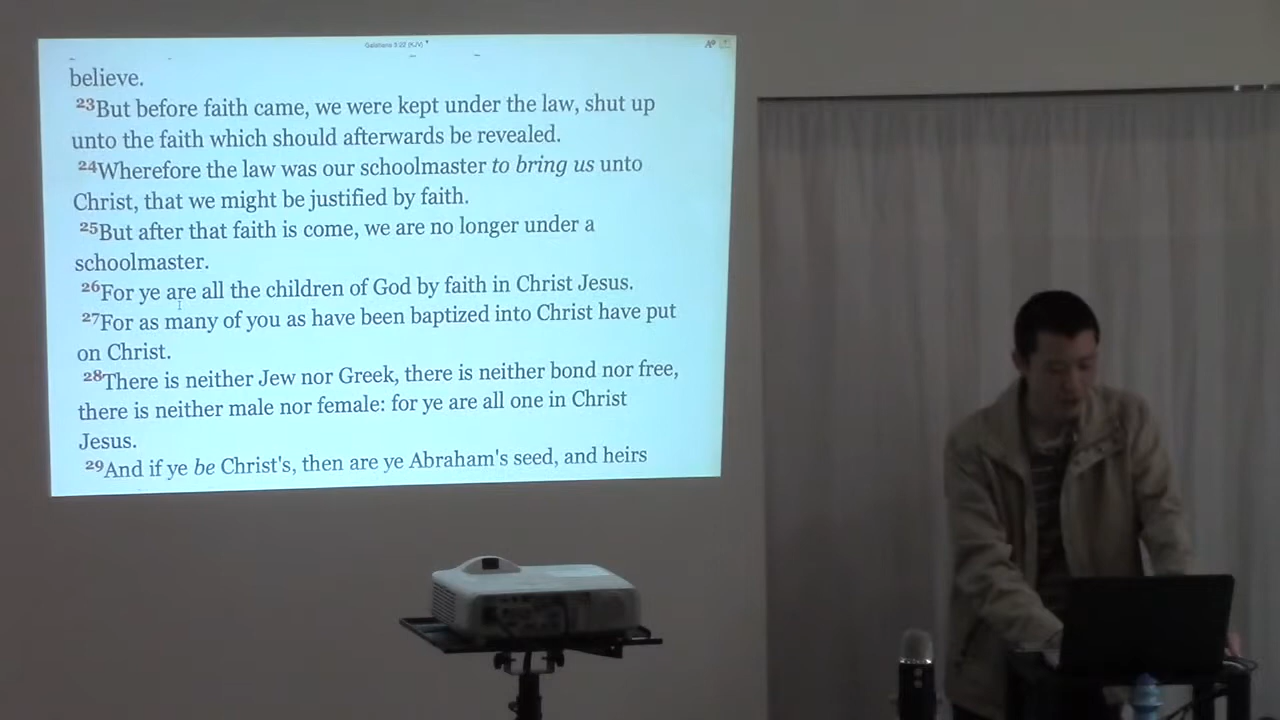 Galatians 3:22 (KJV)
believe.
23But before faith came, we were kept under the law, shut up
unto the faith which should afterwards be revealed.
24Wherefore the law was our schoolmaster to bring us unto
Christ, that we might be justified by faith.
25But after that faith is come, we are no longer under a
schoolmaster.
26For ye are all the children of God by faith in Christ Jesus.
27For as many of you as have been baptized into Christ have put
on Christ.
28There is neither Jew nor Greek, there is neither bond nor free,
there is neither male nor female: for ye are all one in Christ
Jesus.
29And if ye be Christ's, then are ye Abraham's seed, and heirs